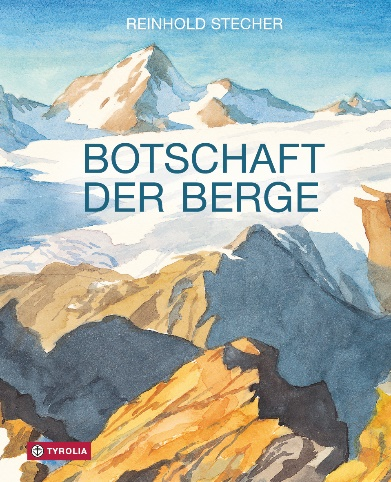 REINHOLD STECHER
BOTSCHAFT
DER BERGE
TYROLIA